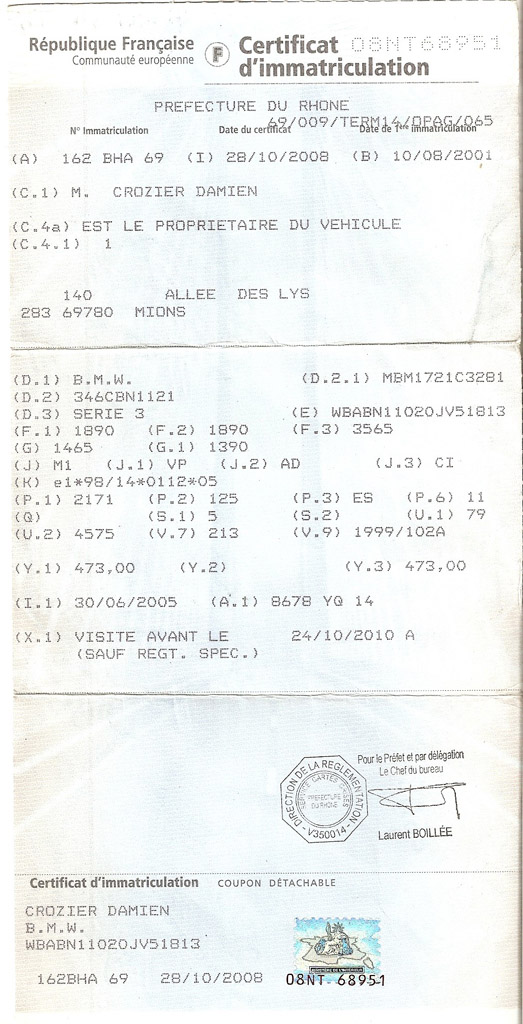 République Française
Communauté européenne
F
Certificat
d'immatriculation
08NT68951
PREFECTURE DU RHONE
69/009/TERM14/DPAG/065
N° Immatriculation Date du certificat Date de 1ère immatriculation
(A) 162 BHA 69 (I) 28/10/2008 (B) 10/08/2001
(C.1) M. CROZIER DAMIEN
(C.4a) EST LE PROPRIETAIRE DU VEHICULE
(C.4.1) 1
140 ALLEE DES LYS
283 69780 MIONS
(D.1) B.M.W. (D.2.1) MBM1721C3281
(D.2) 346CBN1121
(D.3) SERIE 3 (E) WBABN11020JV51813
(F.1) 1890 (F.2) 1890 (F.3) 3565
(G) 1465 (G.1) 1390
(J) M1 (J.1) VP (J.2) AD (J.3) CI
(K) e1*98/14*0112*05
(P.1) 2171 (P.2) 125 (P.3) ES (P.6) 11
(Q) (S.1) 5 (S.2) (U.1) 79
(U.2) 4575 (V.7) 213 (V.9) 1999/102A
(Y.1) 473,00 (Y.2) (Y.3) 473,00
(I.1) 30/06/2005 (A.1) 8678 YQ 14
(X.1) VISITE AVANT LE 24/10/2010 A
(SAUF REGT. SPEC.)
Pour le Préfet et par délégation
Le Chef du bureau
DIRECTION DE LA REGLEMENTATION
SERVICE CARTES GRISES
PREFECTURE
DU RHONE
- V350014 -
Laurent BOILLÉE
Certificat d'immatriculation COUPON DÉTACHABLE
CROZIER DAMIEN
B.M.W.
WBABN11020JV51813
162BHA 69 28/10/2008
08NT 68951